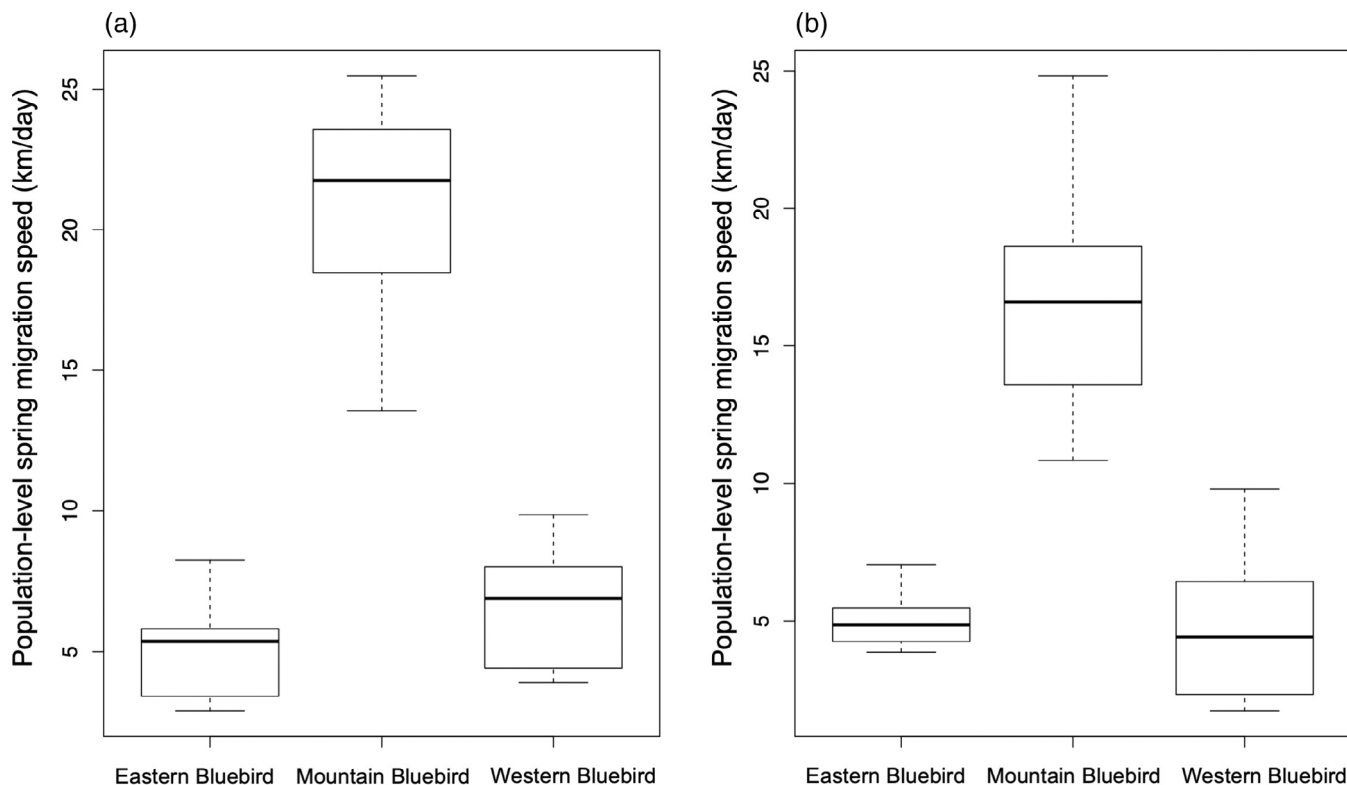 (a)
Population-level spring migration speed (km/day)
25
20
15
10
5
Eastern Bluebird
Mountain Bluebird
Western Bluebird
(b)
Population-level spring migration speed (km/day)
25
20
15
10
5
Eastern Bluebird
Mountain Bluebird
Western Bluebird